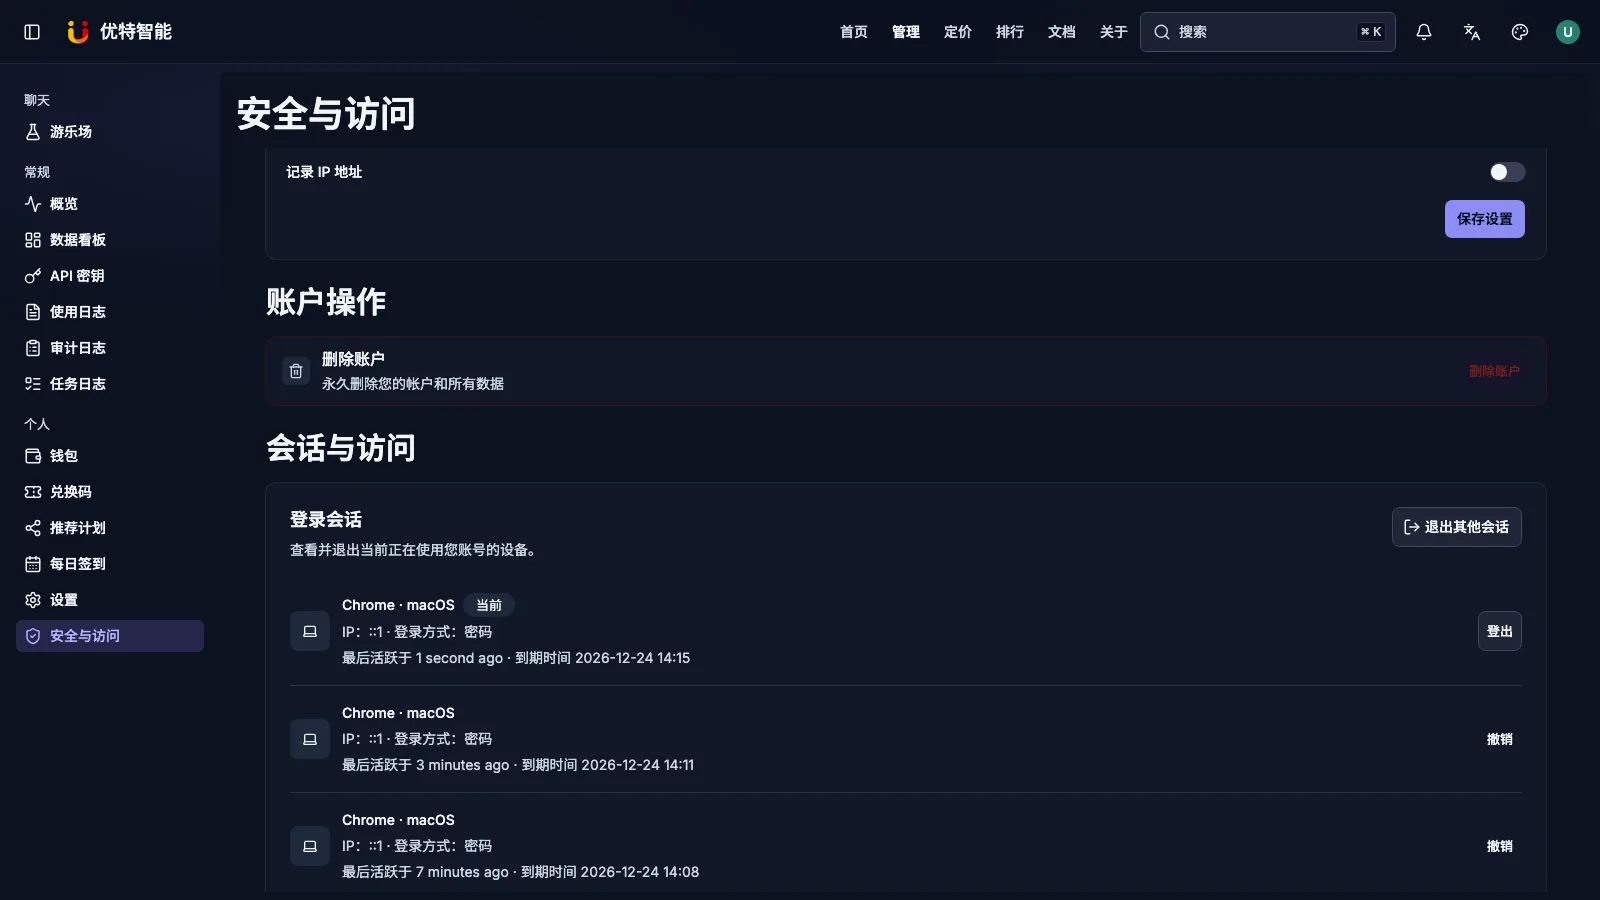 优特智能
首页
管理
定价
排行
文档
关于
搜索
⌘ K
U
聊天
游乐场
常规
概览
数据看板
API 密钥
使用日志
审计日志
任务日志
个人
钱包
兑换码
推荐计划
每日签到
设置
安全与访问
安全与访问
记录 IP 地址
保存设置
账户操作
删除账户
永久删除您的帐户和所有数据
删除账户
会话与访问
登录会话
查看并退出当前正在使用您账号的设备。
退出其他会话
Chrome · macOS 当前
IP：::1 · 登录方式：密码
最后活跃于 1 second ago · 到期时间 2026-12-24 14:15
登出
Chrome · macOS
IP：::1 · 登录方式：密码
最后活跃于 3 minutes ago · 到期时间 2026-12-24 14:11
撤销
Chrome · macOS
IP：::1 · 登录方式：密码
最后活跃于 7 minutes ago · 到期时间 2026-12-24 14:08
撤销